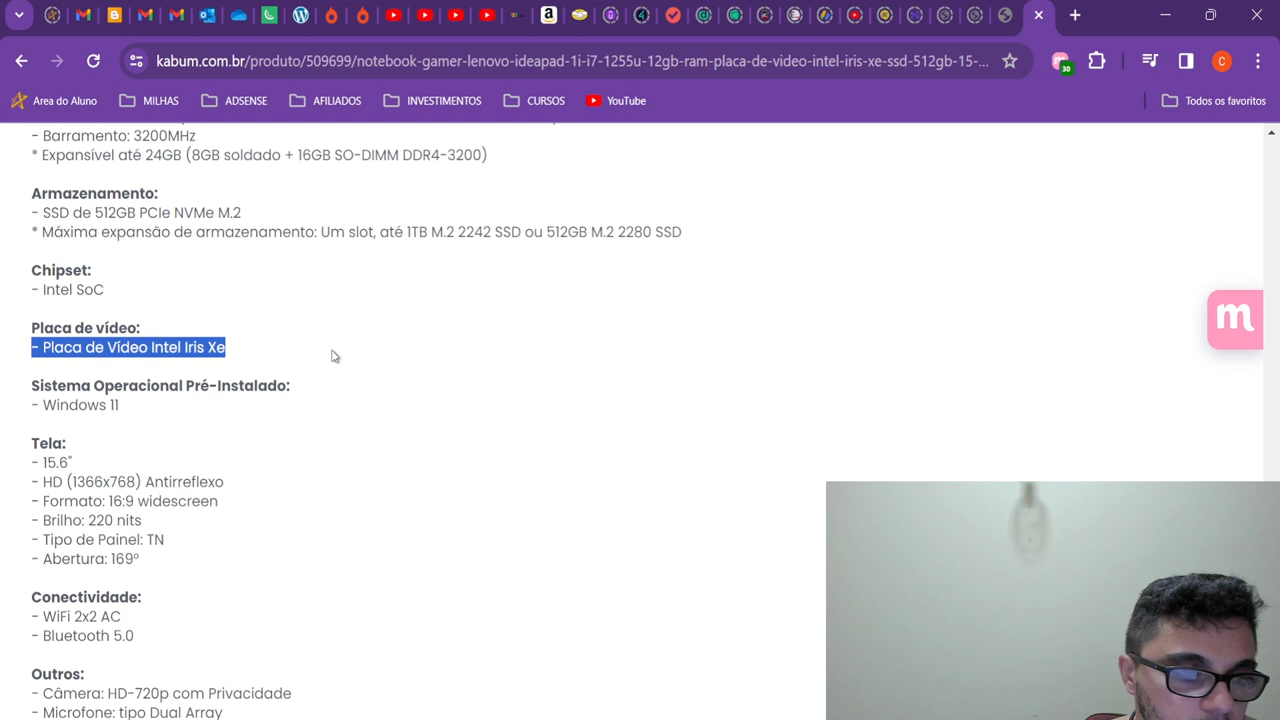 kabum.com.br/produto/509699/notebook-gamer-lenovo-ideapad-1i-i7-1255u-12gb-ram-placa-de-video-intel-iris-xe-ssd-512gb-15-...
30
C
Area do Aluno
MILHAS
ADSENSE
AFILIADOS
INVESTIMENTOS
CURSOS
YouTube
Todos os favoritos
- Barramento: 3200MHz
* Expansível até 24GB (8GB soldado + 16GB SO-DIMM DDR4-3200)
Armazenamento:
- SSD de 512GB PCIe NVMe M.2
* Máxima expansão de armazenamento: Um slot, até 1TB M.2 2242 SSD ou 512GB M.2 2280 SSD
Chipset:
- Intel SoC
m
Placa de vídeo:
- Placa de Vídeo Intel Iris Xe
Sistema Operacional Pré-Instalado:
- Windows 11
Tela:
- 15.6"
- HD (1366x768) Antirreflexo
- Formato: 16:9 widescreen
- Brilho: 220 nits
- Tipo de Painel: TN
- Abertura: 169º
Conectividade:
- WiFi 2x2 AC
- Bluetooth 5.0
Outros:
- Câmera: HD-720p com Privacidade
- Microfone: tipo Dual Array